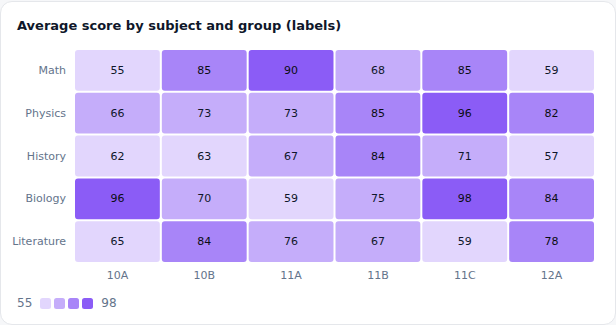 Average score by subject and group (labels)
Math 55 85 90 68 85 59
Physics 66 73 73 85 96 82
History 62 63 67 84 71 57
Biology 96 70 59 75 98 84
Literature 65 84 76 67 59 78
10A 10B 11A 11B 11C 12A
55 98